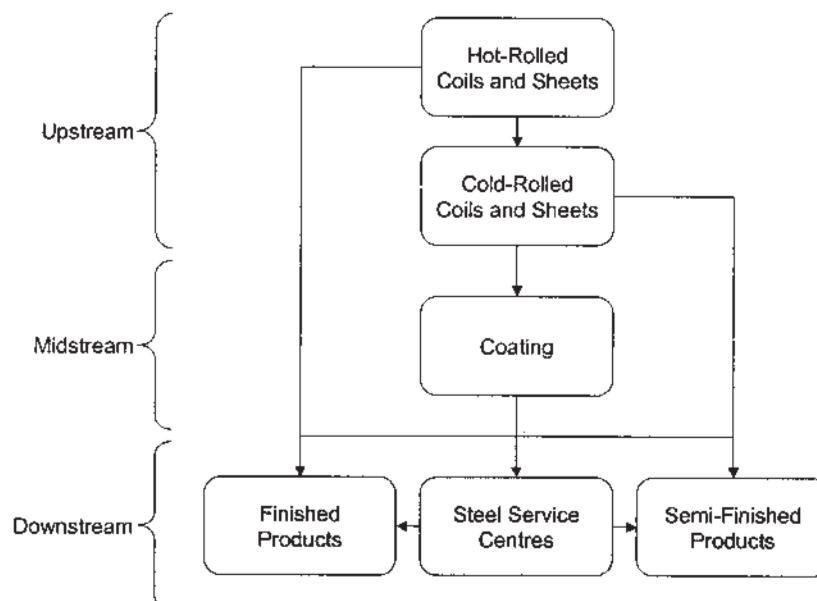 Upstream
Hot-Rolled
Coils and Sheets
Cold-Rolled
Coils and Sheets
Midstream
Coating
Downstream
Finished
Products
Steel Service
Centres
Semi-Finished
Products